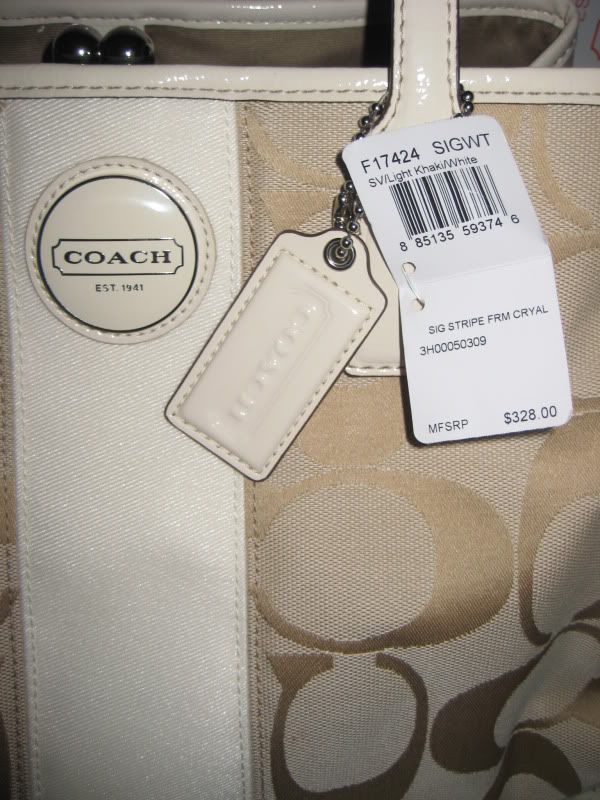 COACH
EST. 1941
COACH
F17424 SIGWT
SV/Light Khaki/White
8 85135 59374 6
SIG STRIPE FRM CRYAL
3H00050309
MFSRP $328.00